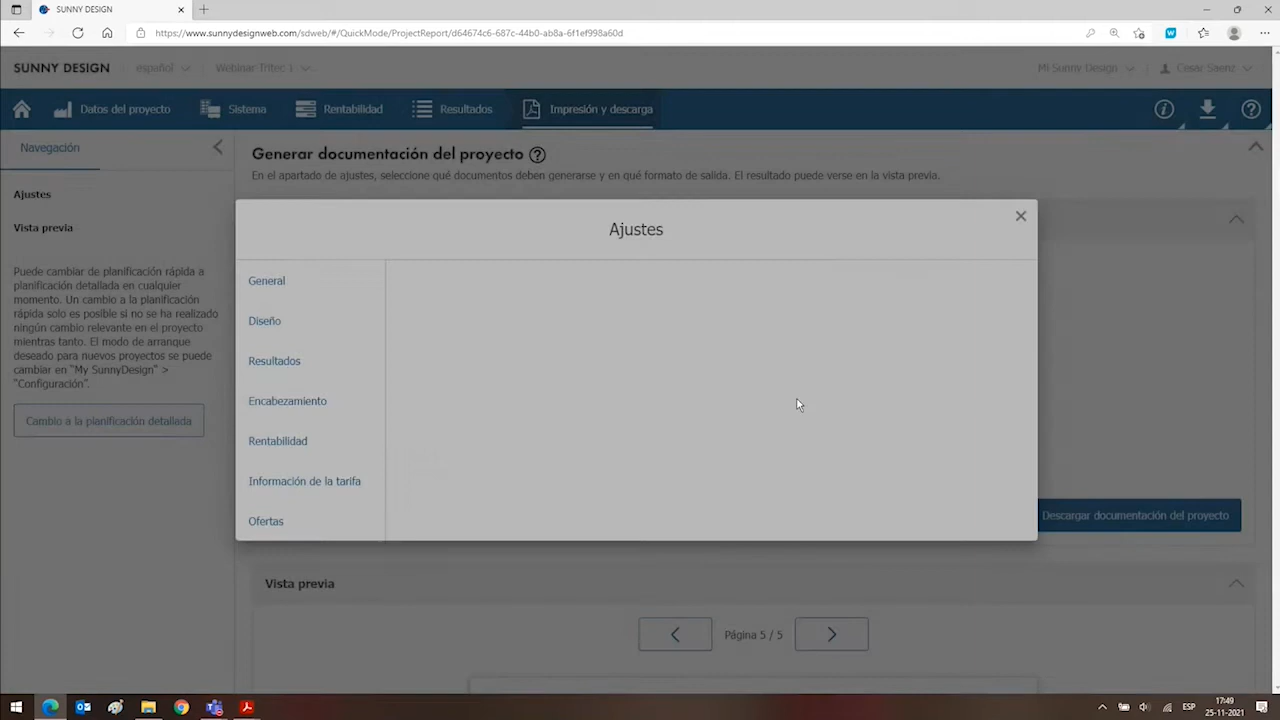 SUNNY DESIGN
https://www.sunnydesignweb.com/sdweb/#/QuickMode/ProjectReport/d64674c6-687c-44b0-ab8a-6f1ef998a60d
SUNNY DESIGN
español
Webinar Tritec 1
Mi Sunny Design
Cesar Saenz
Datos del proyecto
Sistema
Rentabilidad
Resultados
Impresión y descarga
Navegación
Ajustes
Vista previa
Puede cambiar de planificación rápida a
planificación detallada en cualquier
momento. Un cambio a la planificación
rápida solo es posible si no se ha realizado
ningún cambio relevante en el proyecto
mientras tanto. El modo de arranque
deseado para nuevos proyectos se puede
cambiar en "My SunnyDesign" >
"Configuración".
Cambio a la planificación detallada
Generar documentación del proyecto
En el apartado de ajustes, seleccione qué documentos deben generarse y en qué formato de salida. El resultado puede verse en la vista previa.
Ajustes
General
Diseño
Resultados
Encabezamiento
Rentabilidad
Información de la tarifa
Ofertas
Descargar documentación del proyecto
Vista previa
Página 5 / 5
ESP
17:49
25-11-2021